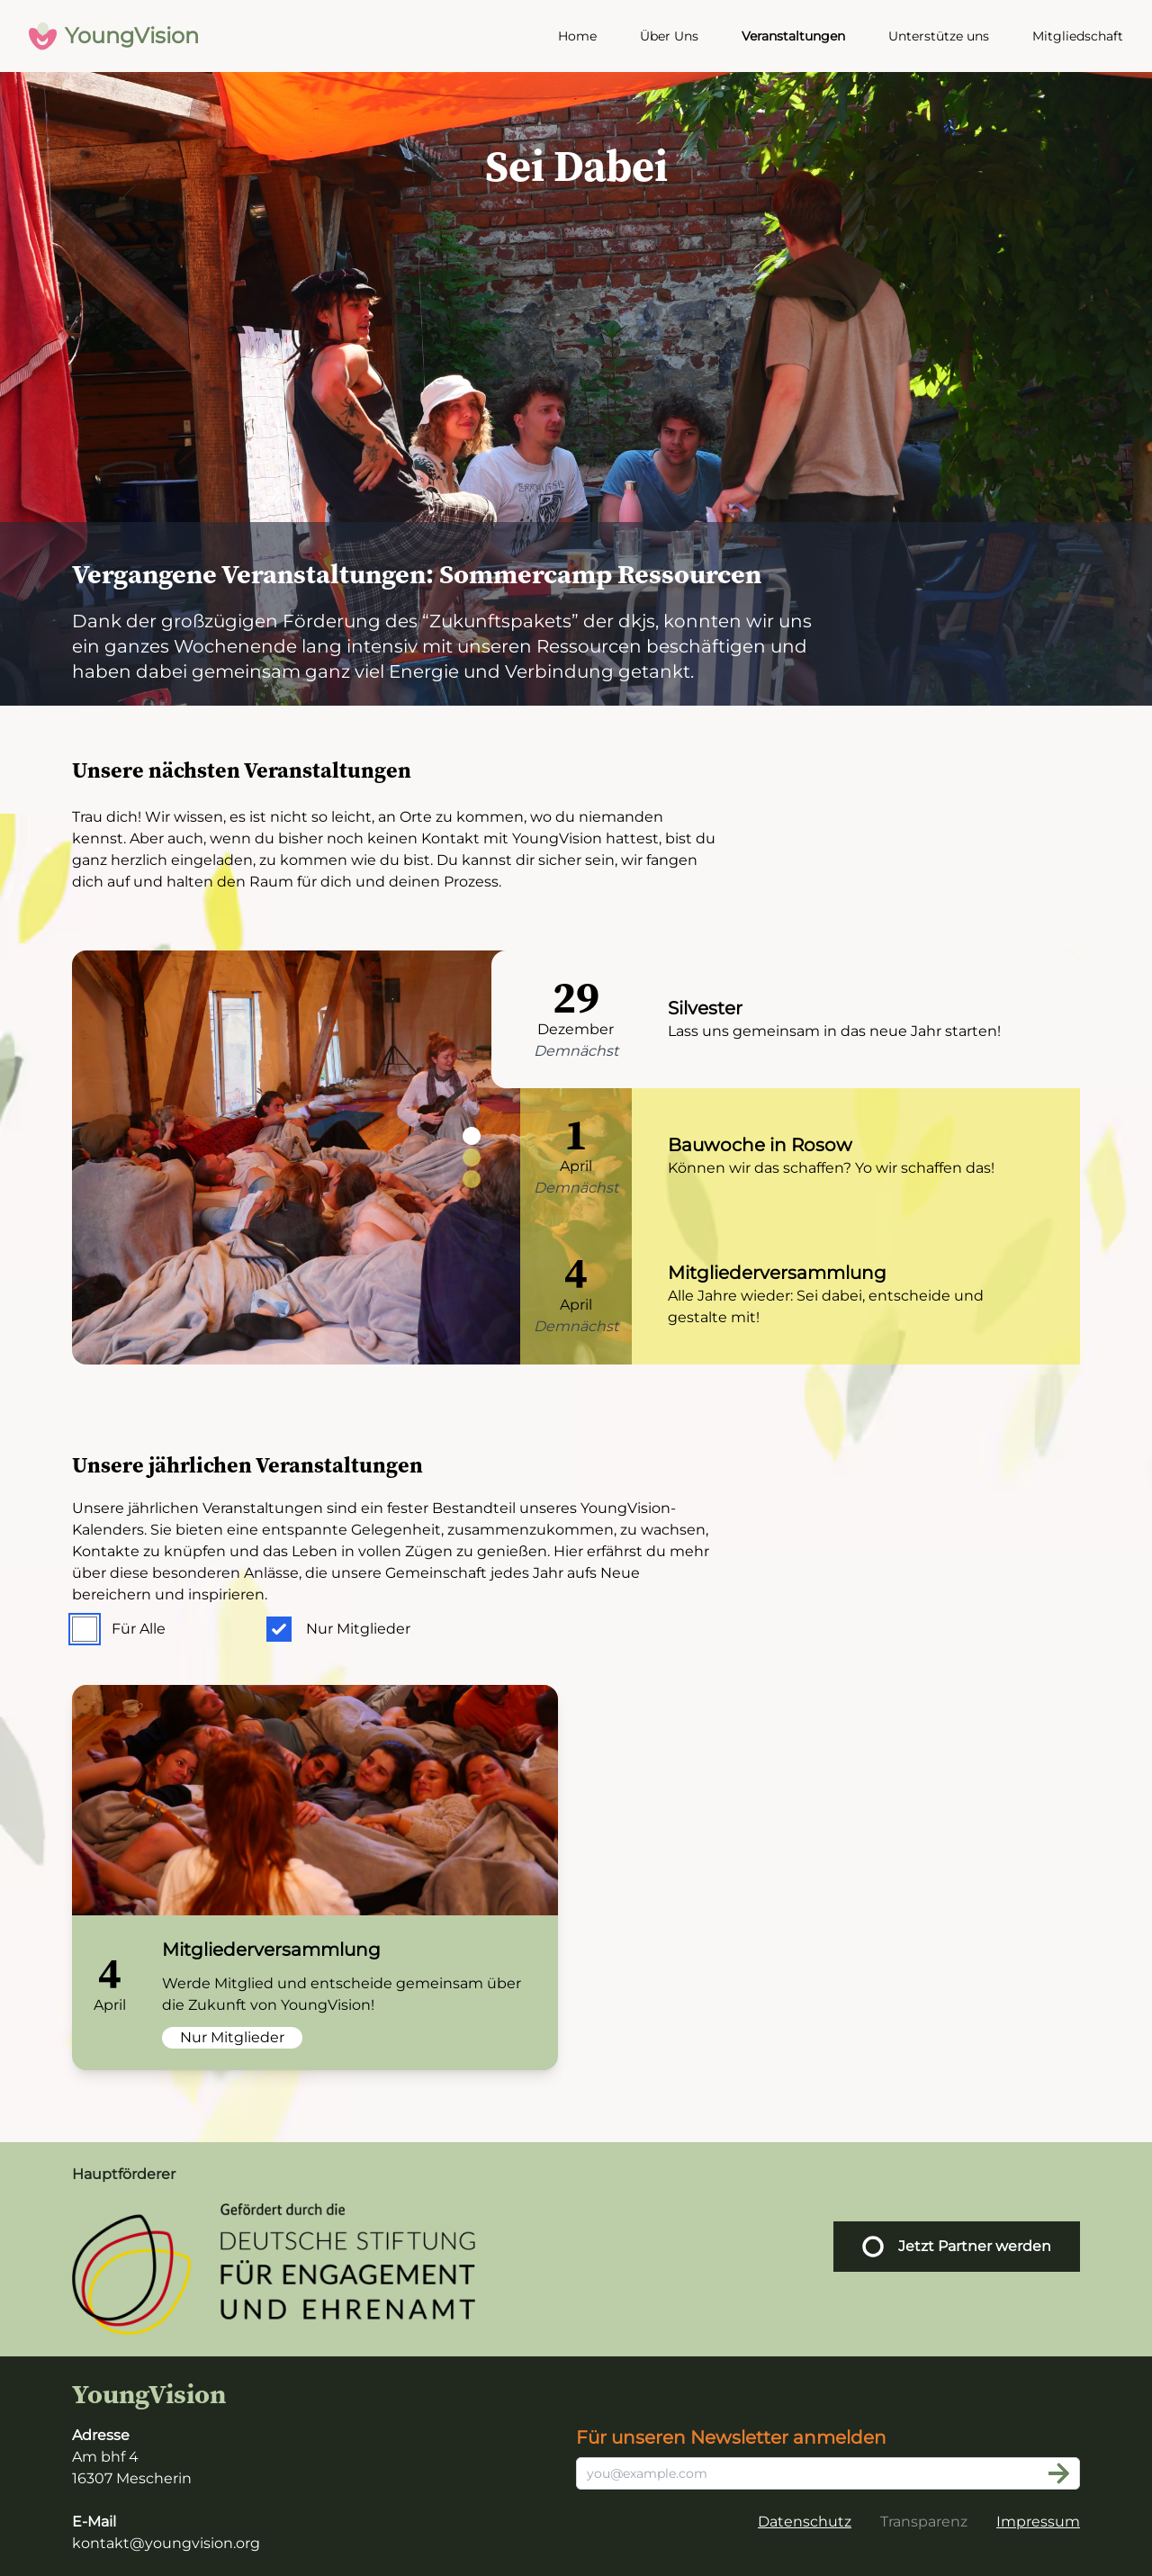 YoungVision
Home
Über Uns
Veranstaltungen
Unterstütze uns
Mitgliedschaft
Sei Dabei
Vergangene Veranstaltungen: Sommercamp Ressourcen
Dank der großzügigen Förderung des “Zukunftspakets” der dkjs, konnten wir uns
ein ganzes Wochenende lang intensiv mit unseren Ressourcen beschäftigen und
haben dabei gemeinsam ganz viel Energie und Verbindung getankt.
Unsere nächsten Veranstaltungen
Trau dich! Wir wissen, es ist nicht so leicht, an Orte zu kommen, wo du niemanden
kennst. Aber auch, wenn du bisher noch keinen Kontakt mit YoungVision hattest, bist du
ganz herzlich eingeladen, zu kommen wie du bist. Du kannst dir sicher sein, wir fangen
dich auf und halten den Raum für dich und deinen Prozess.
29
Dezember
Demnächst
Silvester
Lass uns gemeinsam in das neue Jahr starten!
1
April
Demnächst
Bauwoche in Rosow
Können wir das schaffen? Yo wir schaffen das!
4
April
Demnächst
Mitgliederversammlung
Alle Jahre wieder: Sei dabei, entscheide und
gestalte mit!
Unsere jährlichen Veranstaltungen
Unsere jährlichen Veranstaltungen sind ein fester Bestandteil unseres YoungVision-
Kalenders. Sie bieten eine entspannte Gelegenheit, zusammenzukommen, zu wachsen,
Kontakte zu knüpfen und das Leben in vollen Zügen zu genießen. Hier erfährst du mehr
über diese besonderen Anlässe, die unsere Gemeinschaft jedes Jahr aufs Neue
bereichern und inspirieren.
Für Alle
Nur Mitglieder
4
April
Mitgliederversammlung
Werde Mitglied und entscheide gemeinsam über
die Zukunft von YoungVision!
Nur Mitglieder
Hauptförderer
Gefördert durch die
DEUTSCHE STIFTUNG
FÜR ENGAGEMENT
UND EHRENAMT
Jetzt Partner werden
YoungVision
Adresse
Am bhf 4
16307 Mescherin
E-Mail
kontakt@youngvision.org
Für unseren Newsletter anmelden
you@example.com
Datenschutz
Transparenz
Impressum